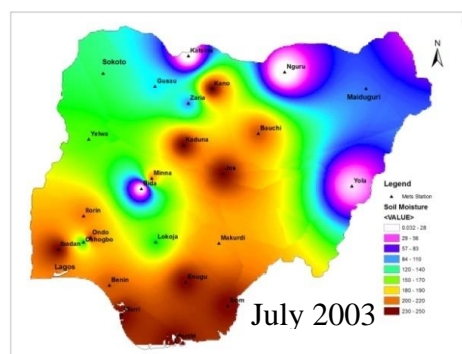 Katsina
N
Sokoto
Nguru
Gusau
Kano
Maiduguri
Zaria
Yelwa
Bauchi
Kaduna
Jos
Minna
Bida
Yola
Legend
Mets Station
Soil Moisture
<VALUE>
0.032 - 28
29 - 56
57 - 83
84 - 110
120 - 140
150 - 170
180 - 190
200 - 220
230 - 250
Ilorin
Ondo
Oshogbo
Ibadan
Lokoja
Makurdi
Lagos
Benin
Enugu
July 2003